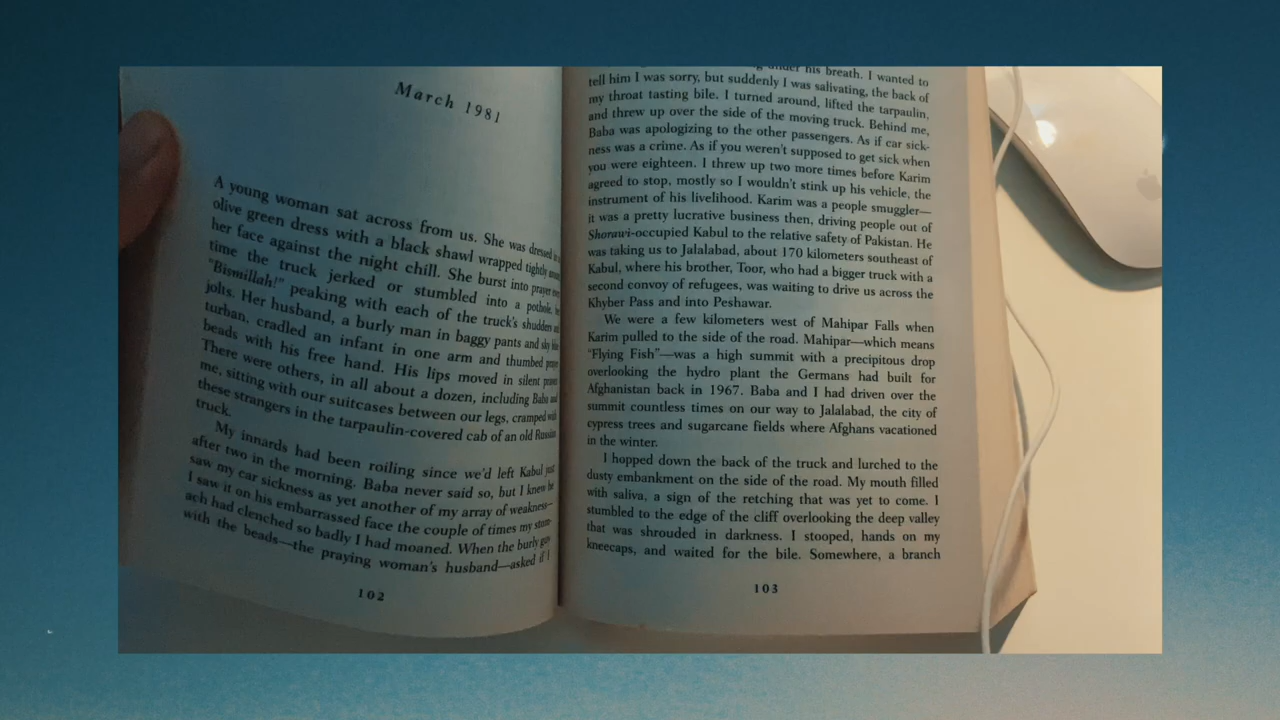 March 1981
A young woman sat across from us. She was dressed in
olive green dress with a black shawl wrapped tightly around
her face against the night chill. She burst into prayer every
time the truck jerked or stumbled into a pothole, her
"Bismillah!" peaking with each of the truck's shudders and
jolts. Her husband, a burly man in baggy pants and sky blue
turban, cradled an infant in one arm and thumbed prayer
beads with his free hand. His lips moved in silent prayer.
There were others, in all about a dozen, including Baba and
me, sitting with our suitcases between our legs, cramped with
these strangers in the tarpaulin-covered cab of an old Russian
truck.
My innards had been roiling since we'd left Kabul just
after two in the morning. Baba never said so, but I knew he
saw my car sickness as yet another of my array of weakness—
I saw it on his embarrassed face the couple of times my stom-
ach had clenched so badly I had moaned. When the burly guy
with the beads—the praying woman's husband—asked if I
102
under his breath. I wanted to
tell him I was sorry, but suddenly I was salivating, the back of
my throat tasting bile. I turned around, lifted the tarpaulin,
and threw up over the side of the moving truck. Behind me,
Baba was apologizing to the other passengers. As if car sick-
ness was a crime. As if you weren't supposed to get sick when
you were eighteen. I threw up two more times before Karim
agreed to stop, mostly so I wouldn't stink up his vehicle, the
instrument of his livelihood. Karim was a people smuggler—
it was a pretty lucrative business then, driving people out of
Shorawi-occupied Kabul to the relative safety of Pakistan. He
was taking us to Jalalabad, about 170 kilometers southeast of
Kabul, where his brother, Toor, who had a bigger truck with a
second convoy of refugees, was waiting to drive us across the
Khyber Pass and into Peshawar.
We were a few kilometers west of Mahipar Falls when
Karim pulled to the side of the road. Mahipar—which means
"Flying Fish"—was a high summit with a precipitous drop
overlooking the hydro plant the Germans had built for
Afghanistan back in 1967. Baba and I had driven over the
summit countless times on our way to Jalalabad, the city of
cypress trees and sugarcane fields where Afghans vacationed
in the winter.
I hopped down the back of the truck and lurched to the
dusty embankment on the side of the road. My mouth filled
with saliva, a sign of the retching that was yet to come. I
stumbled to the edge of the cliff overlooking the deep valley
that was shrouded in darkness. I stooped, hands on my
kneecaps, and waited for the bile. Somewhere, a branch
103